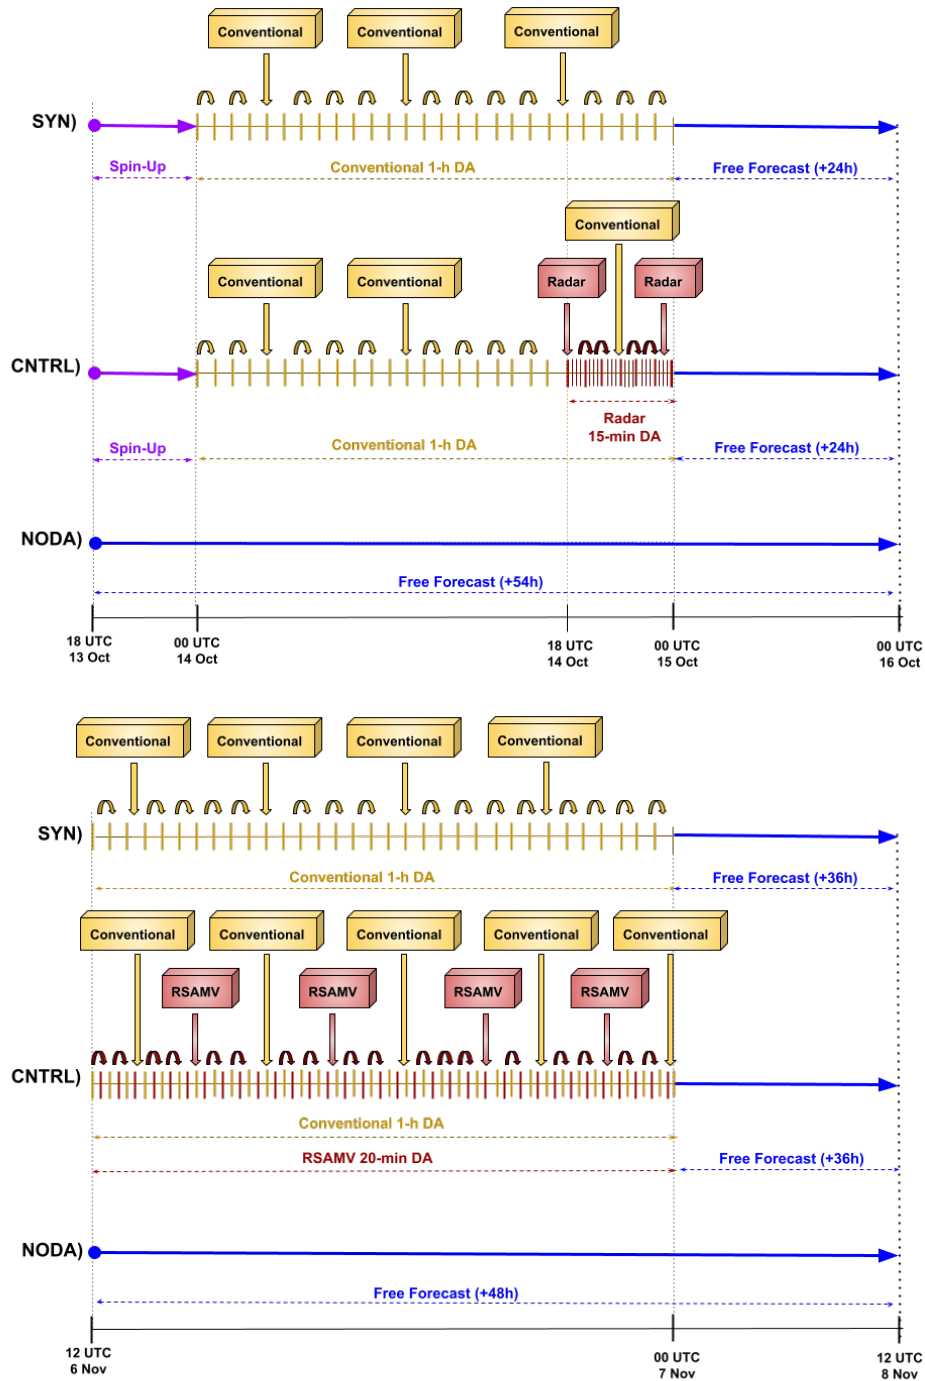 Conventional Conventional Conventional
SYN)
Spin-Up Conventional 1-h DA Free Forecast (+24h)
Conventional
Conventional Conventional Radar Radar
CNTRL)
Radar
15-min DA
Spin-Up Conventional 1-h DA Free Forecast (+24h)
NODA)
Free Forecast (+54h)
18 UTC 00 UTC 18 UTC 00 UTC 00 UTC
13 Oct 14 Oct 14 Oct 15 Oct 16 Oct
Conventional Conventional Conventional Conventional
SYN)
Conventional 1-h DA Free Forecast (+36h)
Conventional Conventional Conventional Conventional Conventional
RSAMV RSAMV RSAMV RSAMV
CNTRL)
Conventional 1-h DA
RSAMV 20-min DA Free Forecast (+36h)
NODA)
Free Forecast (+48h)
12 UTC 00 UTC 12 UTC
6 Nov 7 Nov 8 Nov